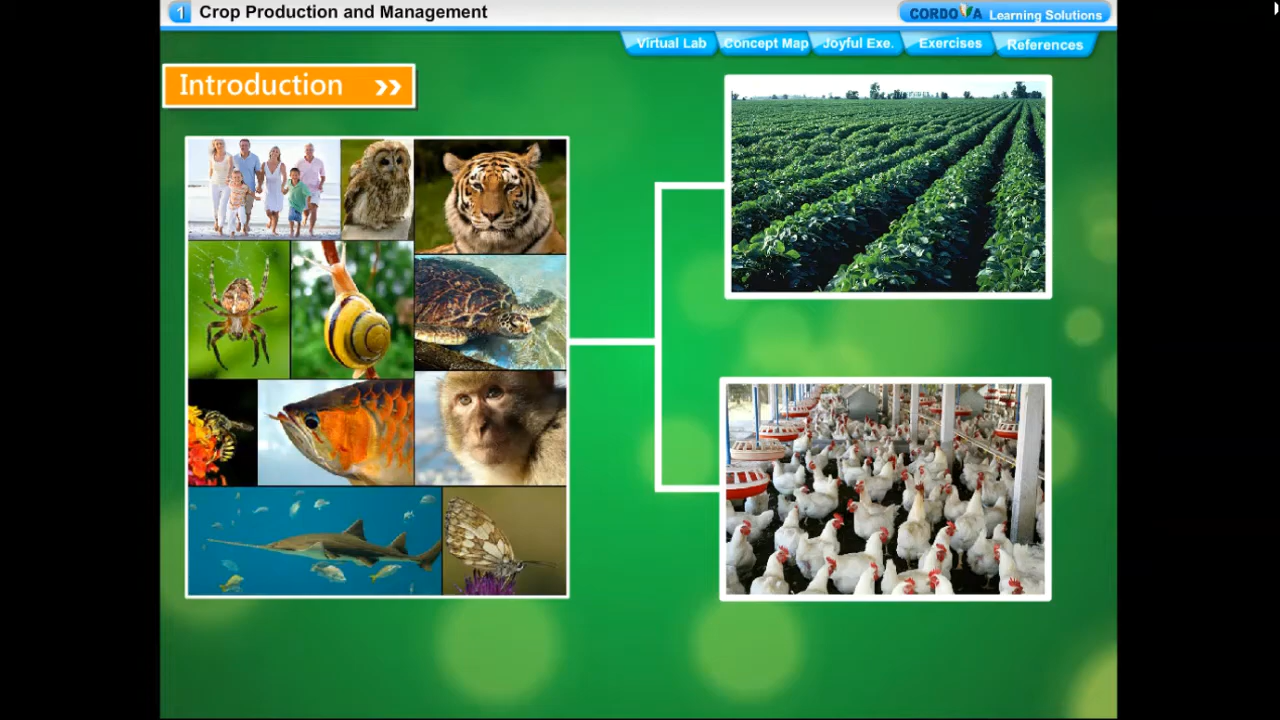 1 Crop Production and Management
CORDOVA Learning Solutions
Virtual Lab Concept Map Joyful Exe. Exercises References
Introduction >>